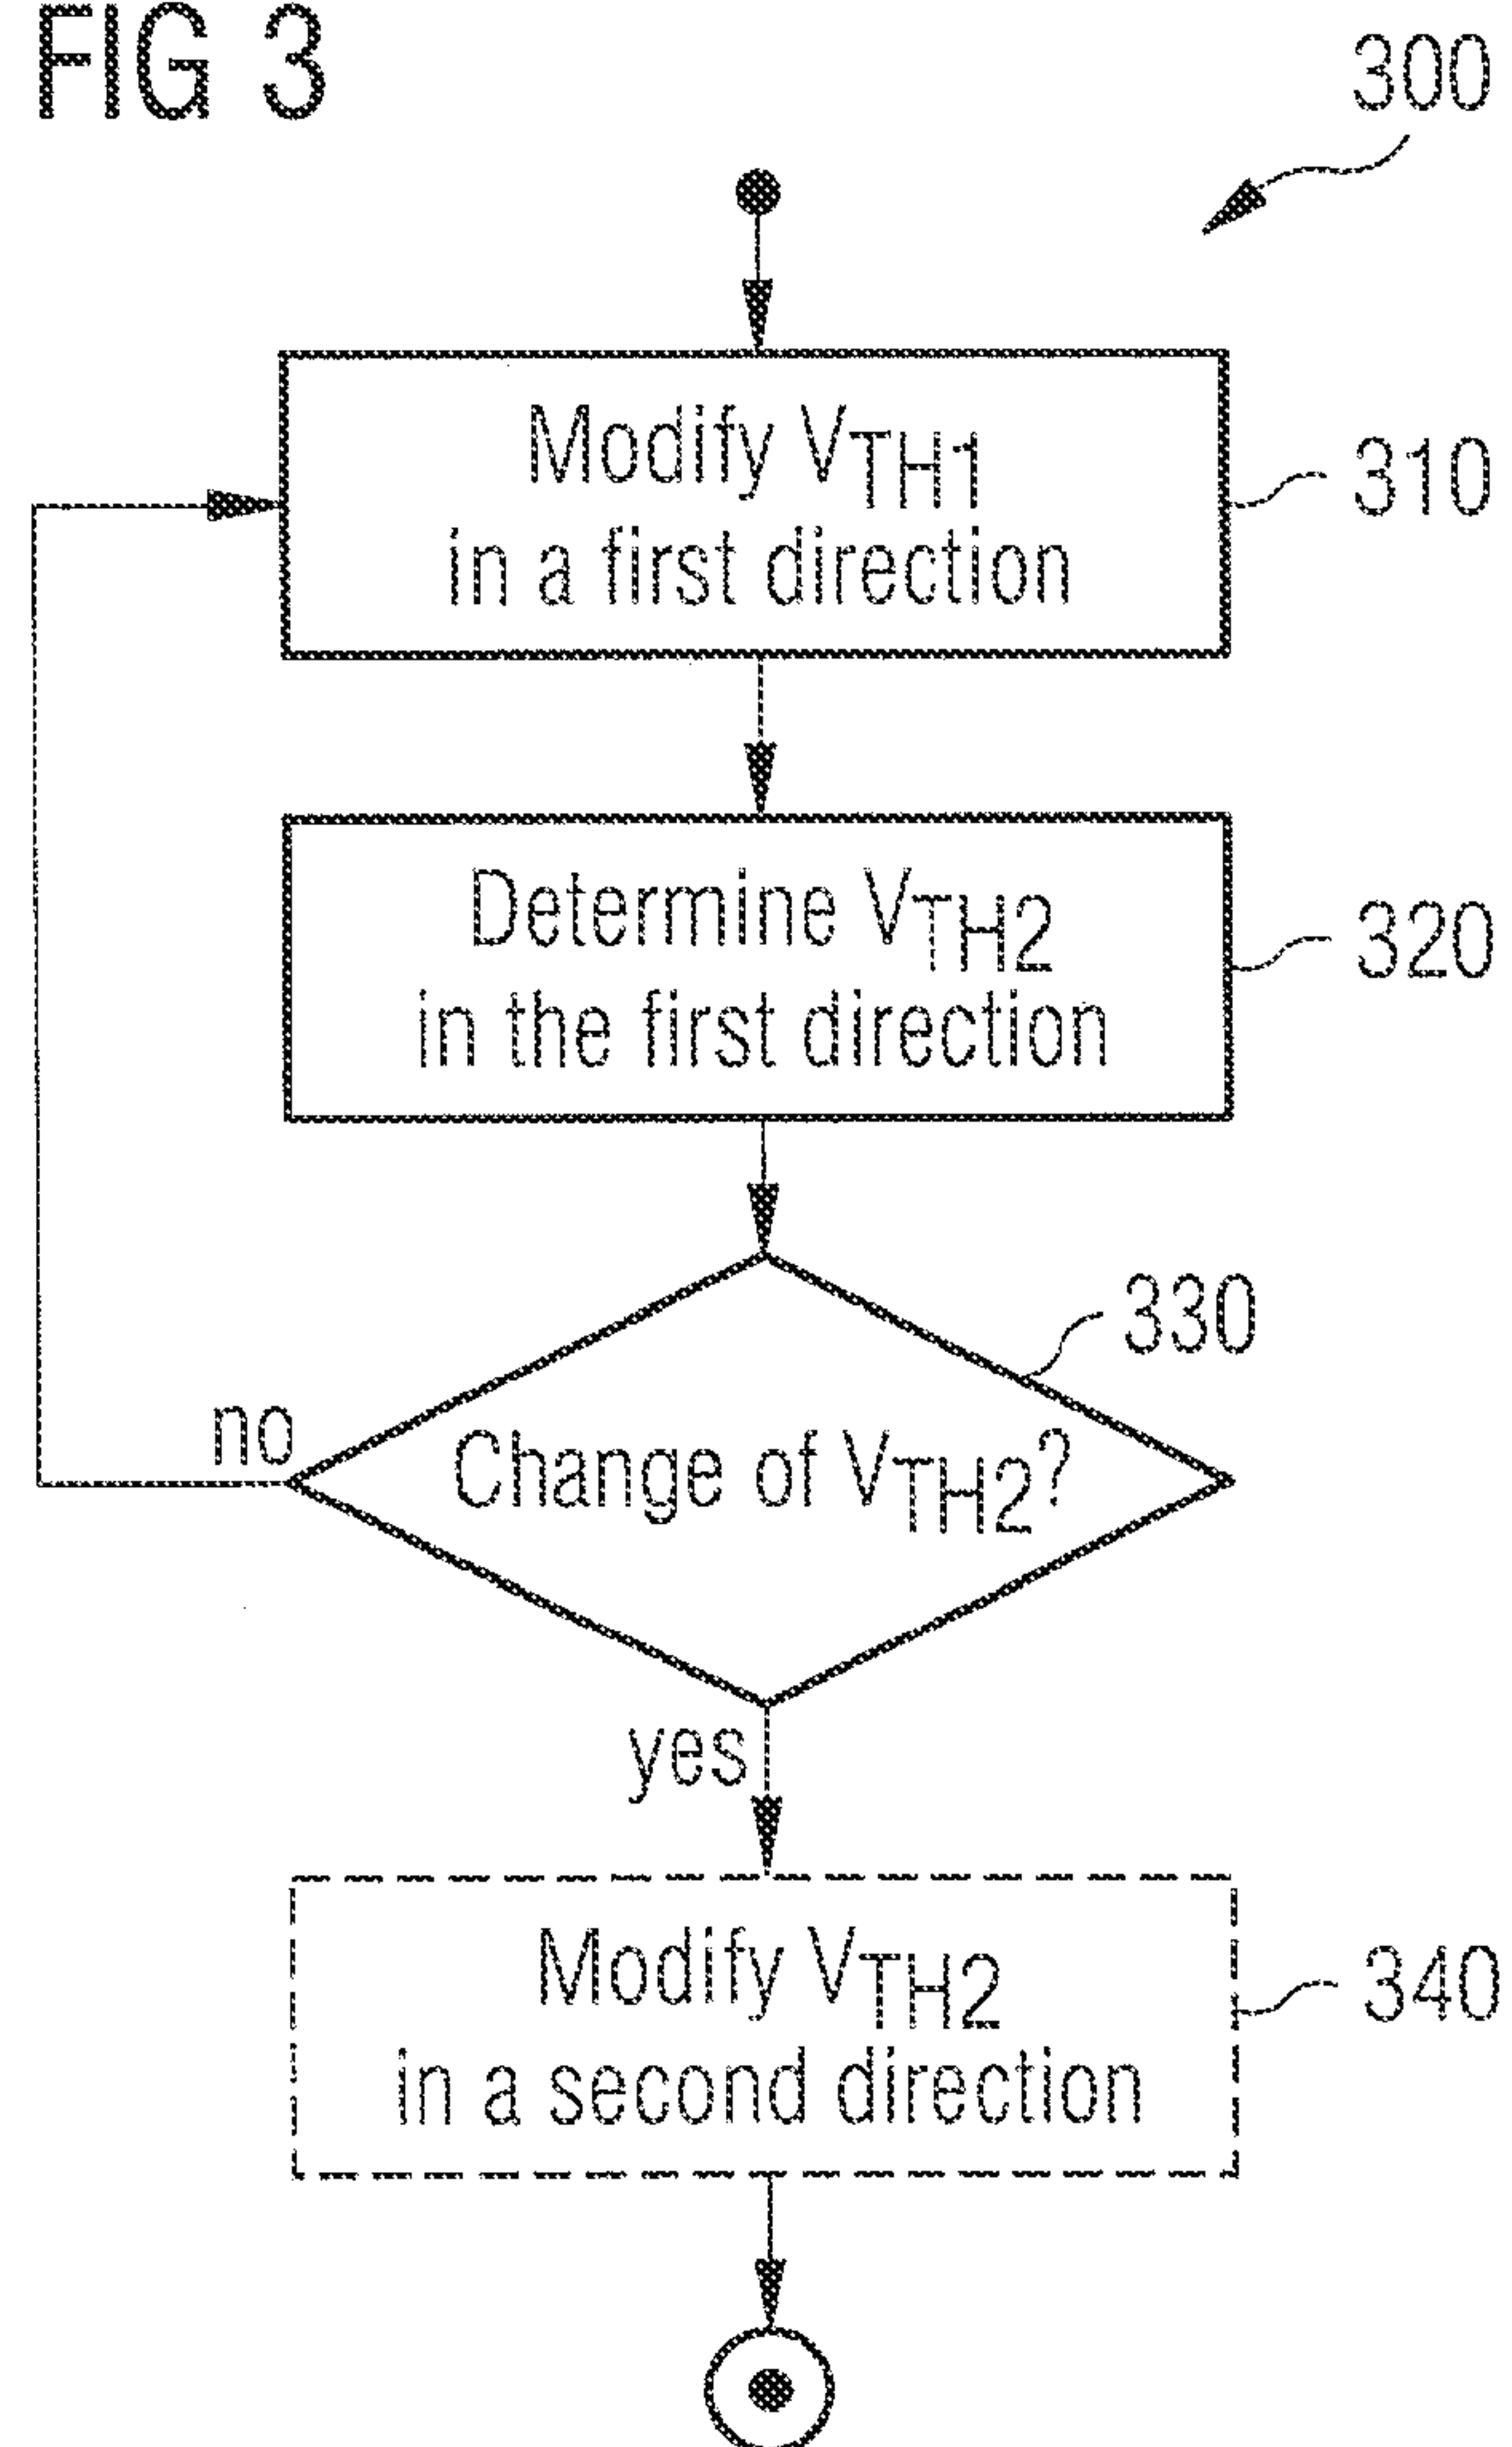 FIG 3
300
Modify VTH1
in a first direction
310
Determine VTH2
in the first direction
320
330
Change of VTH2?
no
yes
Modify VTH2
in a second direction
340